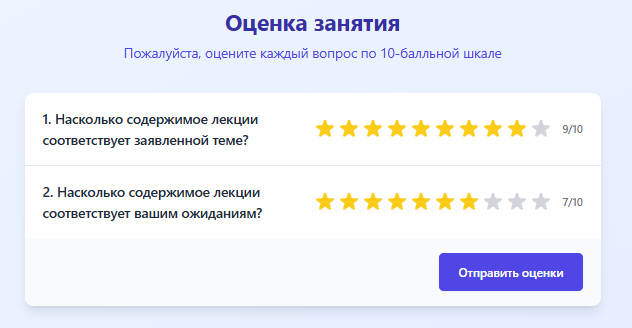 Оценка занятия
Пожалуйста, оцените каждый вопрос по 10-балльной шкале
1. Насколько содержимое лекции
соответствует заявленной теме?
9/10
2. Насколько содержимое лекции
соответствует вашим ожиданиям?
7/10
Отправить оценки